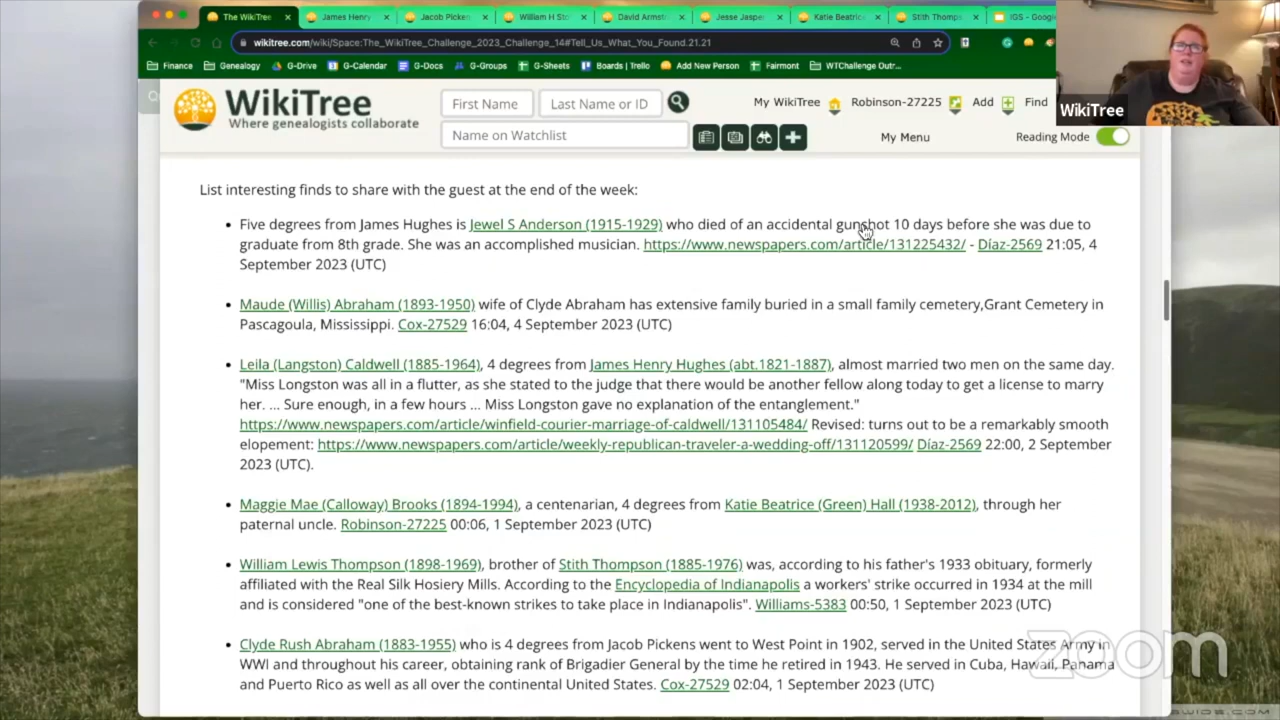 The WikiTree
James Henry
Jacob Picken
William H Sto
David Armst
Jesse Jasper
Katie Beatric
Stith Thomps
IGS - Googl
wikitree.com/wiki/Space:The_WikiTree_Challenge_2023_Challenge_14#Tell_Us_What_You_Found.21.21
Finance
Genealogy
G-Drive
G-Calendar
G-Docs
G-Groups
G-Sheets
Boards | Trello
Add New Person
Fairmont
WTChallenge Outr...
WikiTree
Where genealogists collaborate
First Name
Last Name or ID
Name on Watchlist
My WikiTree
Robinson-27225
Add
Find
My Menu
Reading Mode
WikiTree
List interesting finds to share with the guest at the end of the week:
• Five degrees from James Hughes is Jewel S Anderson (1915-1929) who died of an accidental gunshot 10 days before she was due to
graduate from 8th grade. She was an accomplished musician. https://www.newspapers.com/article/131225432/ - Díaz-2569 21:05, 4
September 2023 (UTC)
• Maude (Willis) Abraham (1893-1950) wife of Clyde Abraham has extensive family buried in a small family cemetery,Grant Cemetery in
Pascagoula, Mississippi. Cox-27529 16:04, 4 September 2023 (UTC)
• Leila (Langston) Caldwell (1885-1964), 4 degrees from James Henry Hughes (abt.1821-1887), almost married two men on the same day.
"Miss Longston was all in a flutter, as she stated to the judge that there would be another fellow along today to get a license to marry
her. ... Sure enough, in a few hours ... Miss Longston gave no explanation of the entanglement."
https://www.newspapers.com/article/winfield-courier-marriage-of-caldwell/131105484/ Revised: turns out to be a remarkably smooth
elopement: https://www.newspapers.com/article/weekly-republican-traveler-a-wedding-off/131120599/ Díaz-2569 22:00, 2 September
2023 (UTC).
• Maggie Mae (Calloway) Brooks (1894-1994), a centenarian, 4 degrees from Katie Beatrice (Green) Hall (1938-2012), through her
paternal uncle. Robinson-27225 00:06, 1 September 2023 (UTC)
• William Lewis Thompson (1898-1969), brother of Stith Thompson (1885-1976) was, according to his father's 1933 obituary, formerly
affiliated with the Real Silk Hosiery Mills. According to the Encyclopedia of Indianapolis a workers' strike occurred in 1934 at the mill
and is considered "one of the best-known strikes to take place in Indianapolis". Williams-5383 00:50, 1 September 2023 (UTC)
• Clyde Rush Abraham (1883-1955) who is 4 degrees from Jacob Pickens went to West Point in 1902, served in the United States Army in
WWI and throughout his career, obtaining rank of Brigadier General by the time he retired in 1943. He served in Cuba, Hawaii, Panama
and Puerto Rico as well as all over the continental United States. Cox-27529 02:04, 1 September 2023 (UTC)
zoom